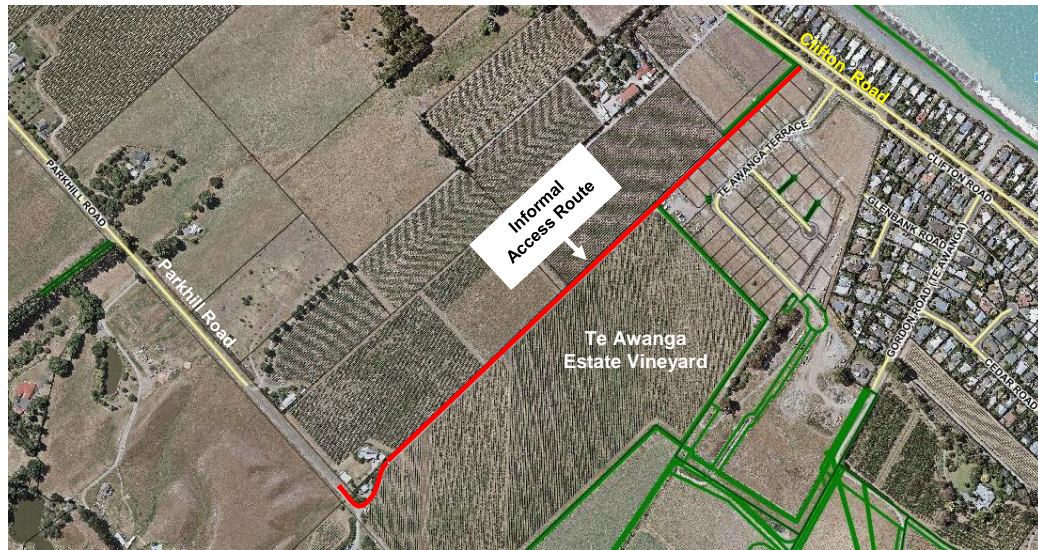 Clifton Road
PARKHILL ROAD
Parkhill Road
Informal
Access Route
TE AWANGA TERRACE
CLIFTON ROAD
GLENBANK ROAD
GORDON ROAD (TE AWANGA)
CEDAR ROAD
Te Awanga
Estate Vineyard